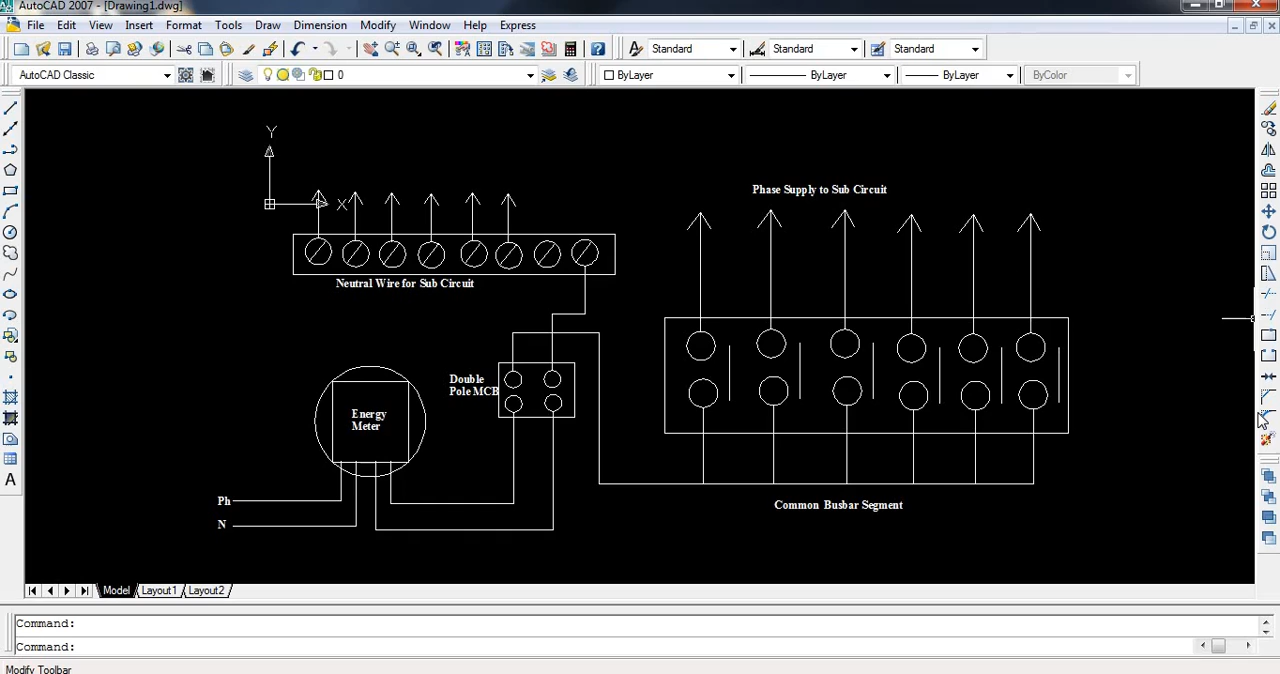 AutoCAD 2007 - [Drawing1.dwg]
File Edit View Insert Format Tools Draw Dimension Modify Window Help Express
Standard Standard Standard
AutoCAD Classic 0 ByLayer ByLayer ByLayer ByColor
Y
X
Phase Supply to Sub Circuit
Neutral Wire for Sub Circuit
Double
Pole MCB
Energy
Meter
Ph
N
Common Busbar Segment
A
Model Layout1 Layout2
Command:
Command:
Modify Toolbar